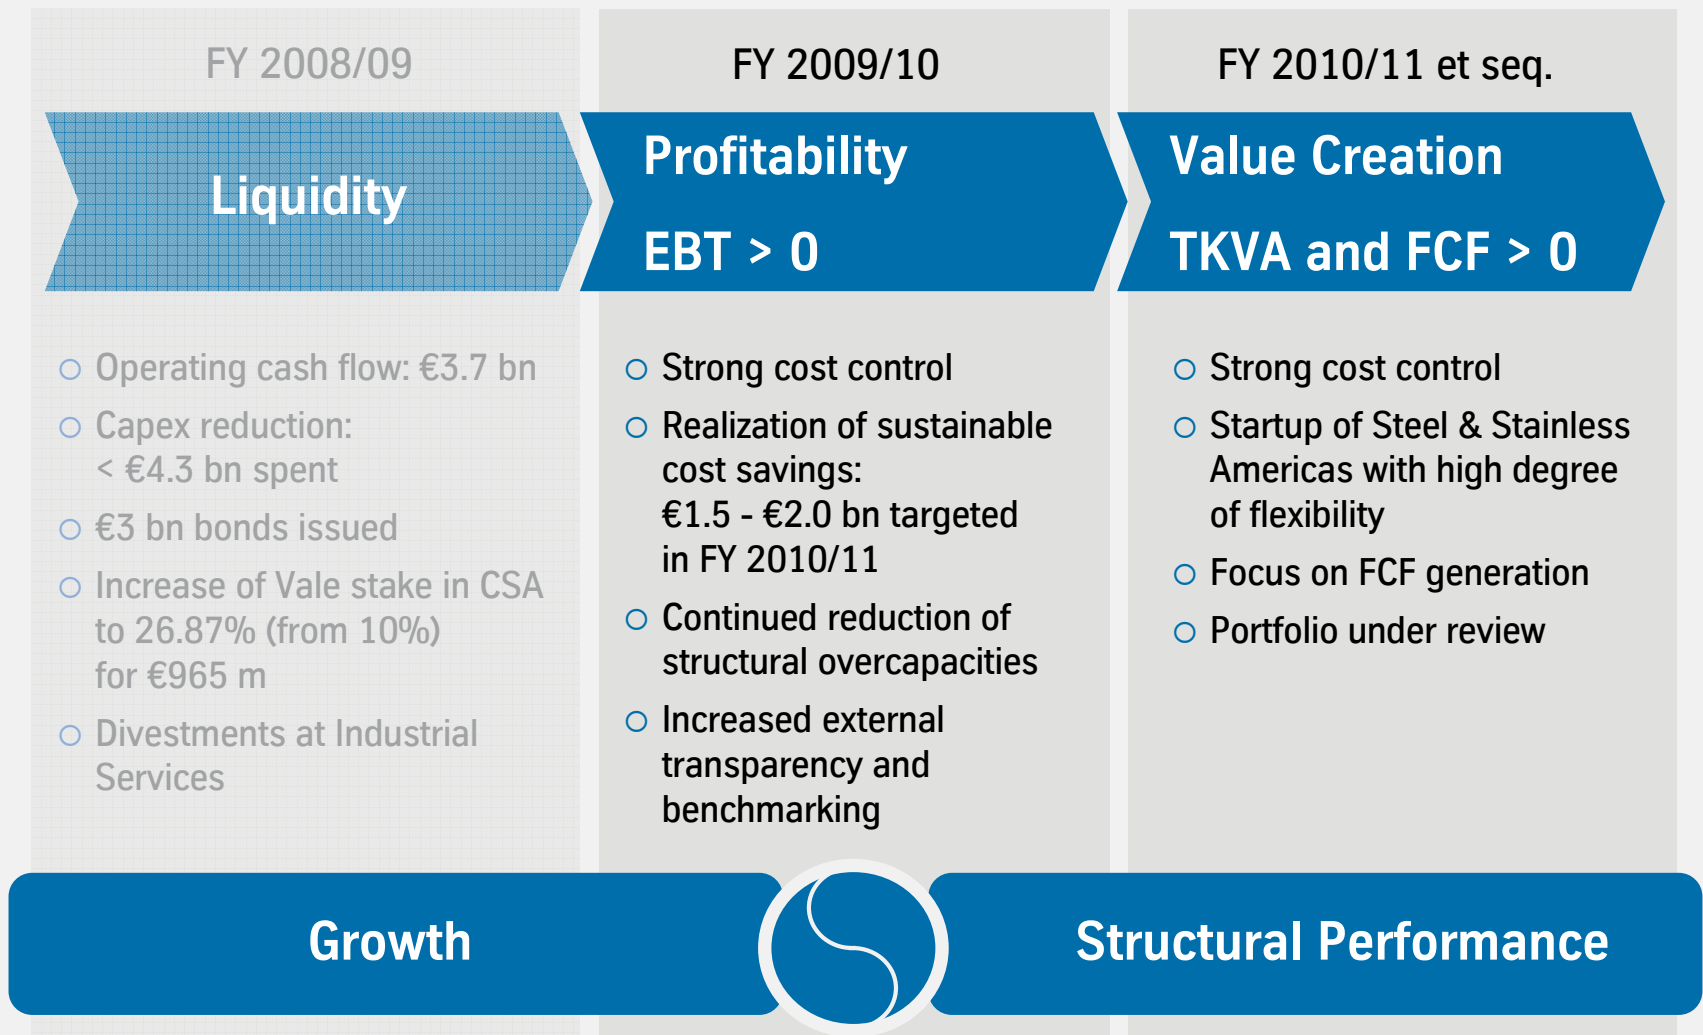 FY 2008/09
Liquidity
Operating cash flow: €3.7 bn
Capex reduction:
< €4.3 bn spent
€3 bn bonds issued
Increase of Vale stake in CSA
to 26.87% (from 10%)
for €965 m
Divestments at Industrial
Services
FY 2009/10
Profitability
EBT > 0
Strong cost control
Realization of sustainable
cost savings:
€1.5 - €2.0 bn targeted
in FY 2010/11
Continued reduction of
structural overcapacities
Increased external
transparency and
benchmarking
FY 2010/11 et seq.
Value Creation
TKVA and FCF > 0
Strong cost control
Startup of Steel & Stainless
Americas with high degree
of flexibility
Focus on FCF generation
Portfolio under review
Growth
Structural Performance